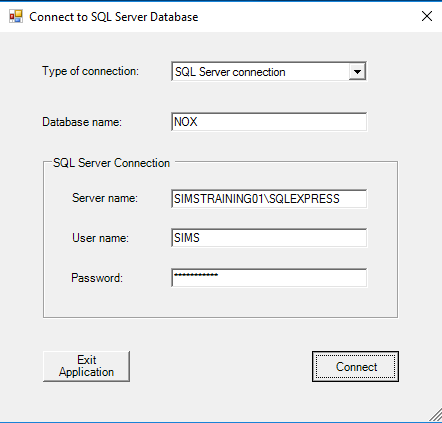 Connect to SQL Server Database
Type of connection: SQL Server connection
Database name: NOX
SQL Server Connection
Server name: SIMSTRAINING01\SQLEXPRESS
User name: SIMS
Password: ***********
Exit
Application
Connect